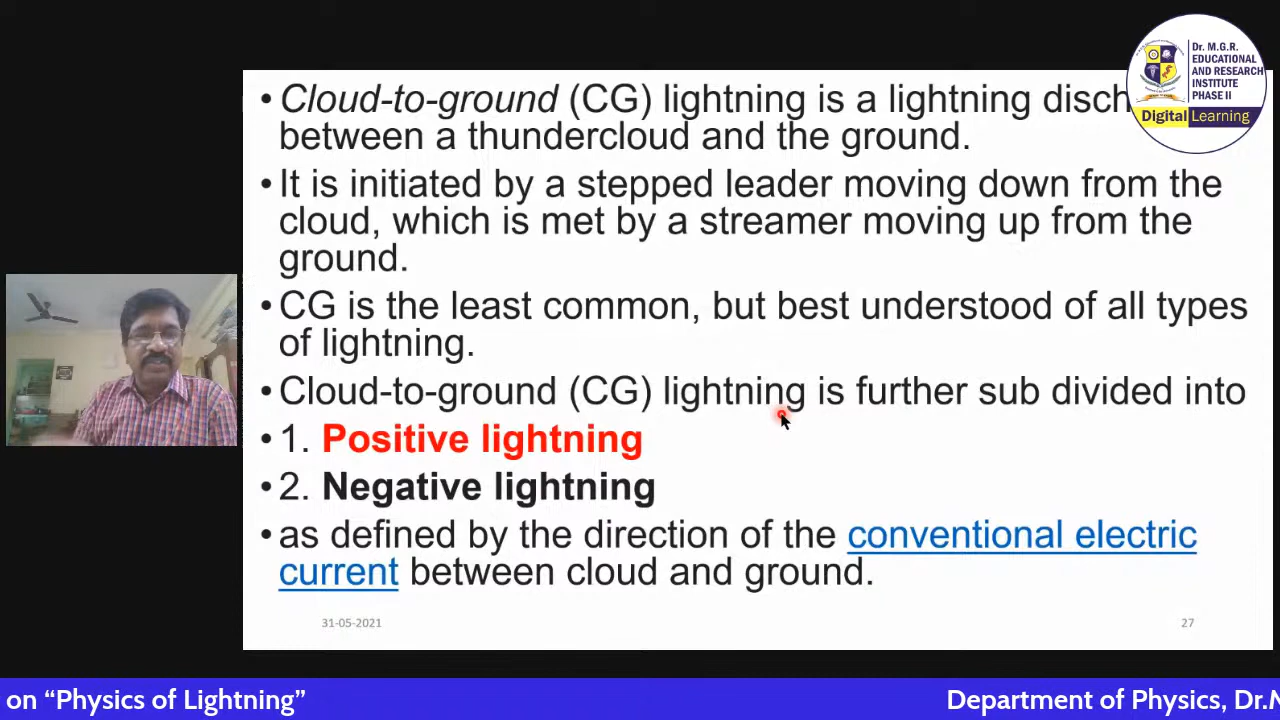 Dr. M.G.R.
EDUCATIONAL
AND RESEARCH
INSTITUTE
PHASE II
Digital Learning
• Cloud-to-ground (CG) lightning is a lightning disch
between a thundercloud and the ground.
• It is initiated by a stepped leader moving down from the
cloud, which is met by a streamer moving up from the
ground.
• CG is the least common, but best understood of all types
of lightning.
• Cloud-to-ground (CG) lightning is further sub divided into
• 1. Positive lightning
• 2. Negative lightning
• as defined by the direction of the conventional electric
current between cloud and ground.
31-05-2021
27
on “Physics of Lightning”
Department of Physics, Dr.M